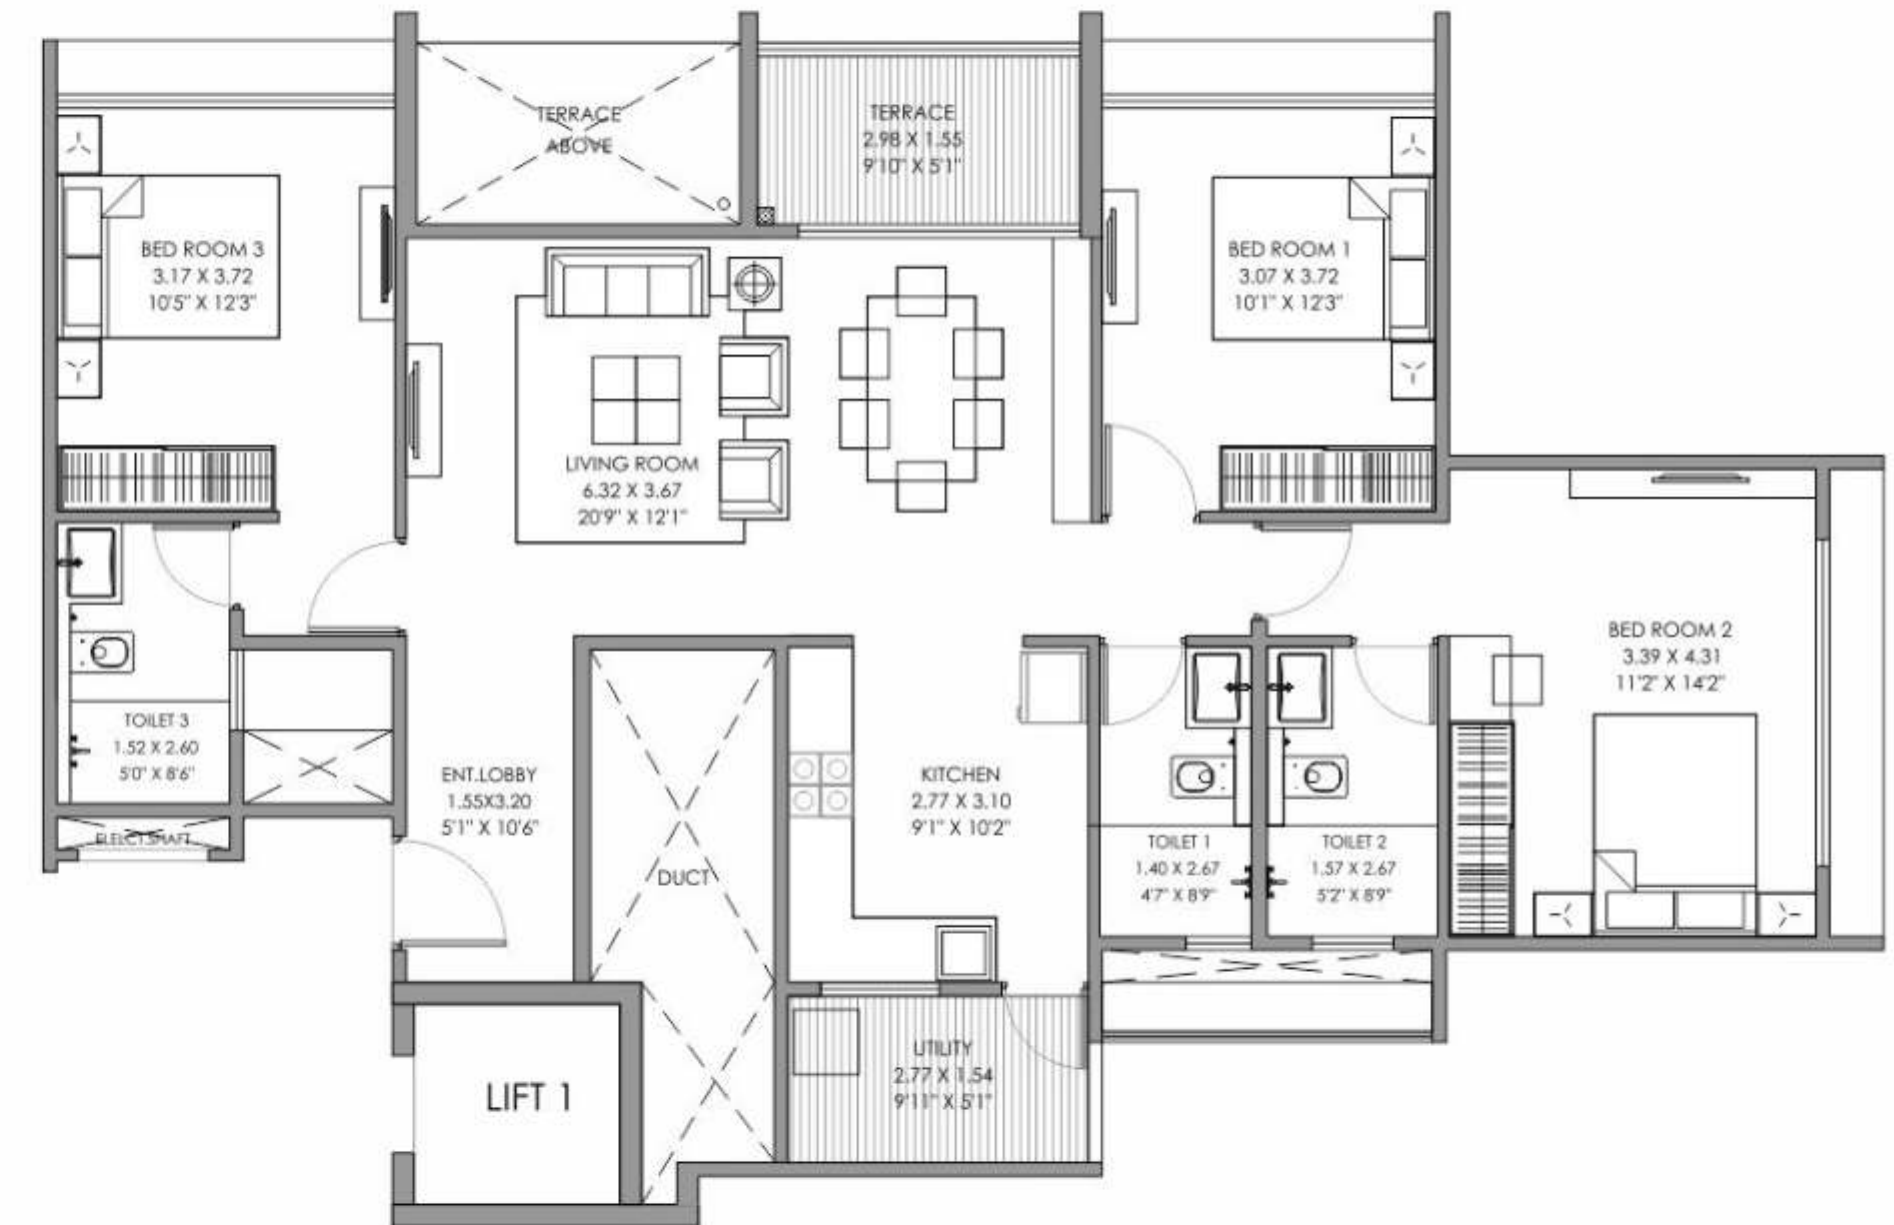 TERRACE
ABOVE
TERRACE
2.98 X 1.55
9'10" X 5'1"
BED ROOM 3
3.17 X 3.72
10'5" X 12'3"
BED ROOM 1
3.07 X 3.72
10'1" X 12'3"
LIVING ROOM
6.32 X 3.67
20'9" X 12'1"
BED ROOM 2
3.39 X 4.31
11'2" X 14'2"
TOILET 3
1.52 X 2.60
5'0" X 8'6"
ENT.LOBBY
1.55X3.20
5'1" X 10'6"
KITCHEN
2.77 X 3.10
9'1" X 10'2"
ELECT.SHAFT
DUCT
TOILET 1
1.40 X 2.67
4'7" X 8'9"
TOILET 2
1.57 X 2.67
5'2" X 8'9"
UTILITY
2.77 X 1.54
9'11" X 5'1"
LIFT 1